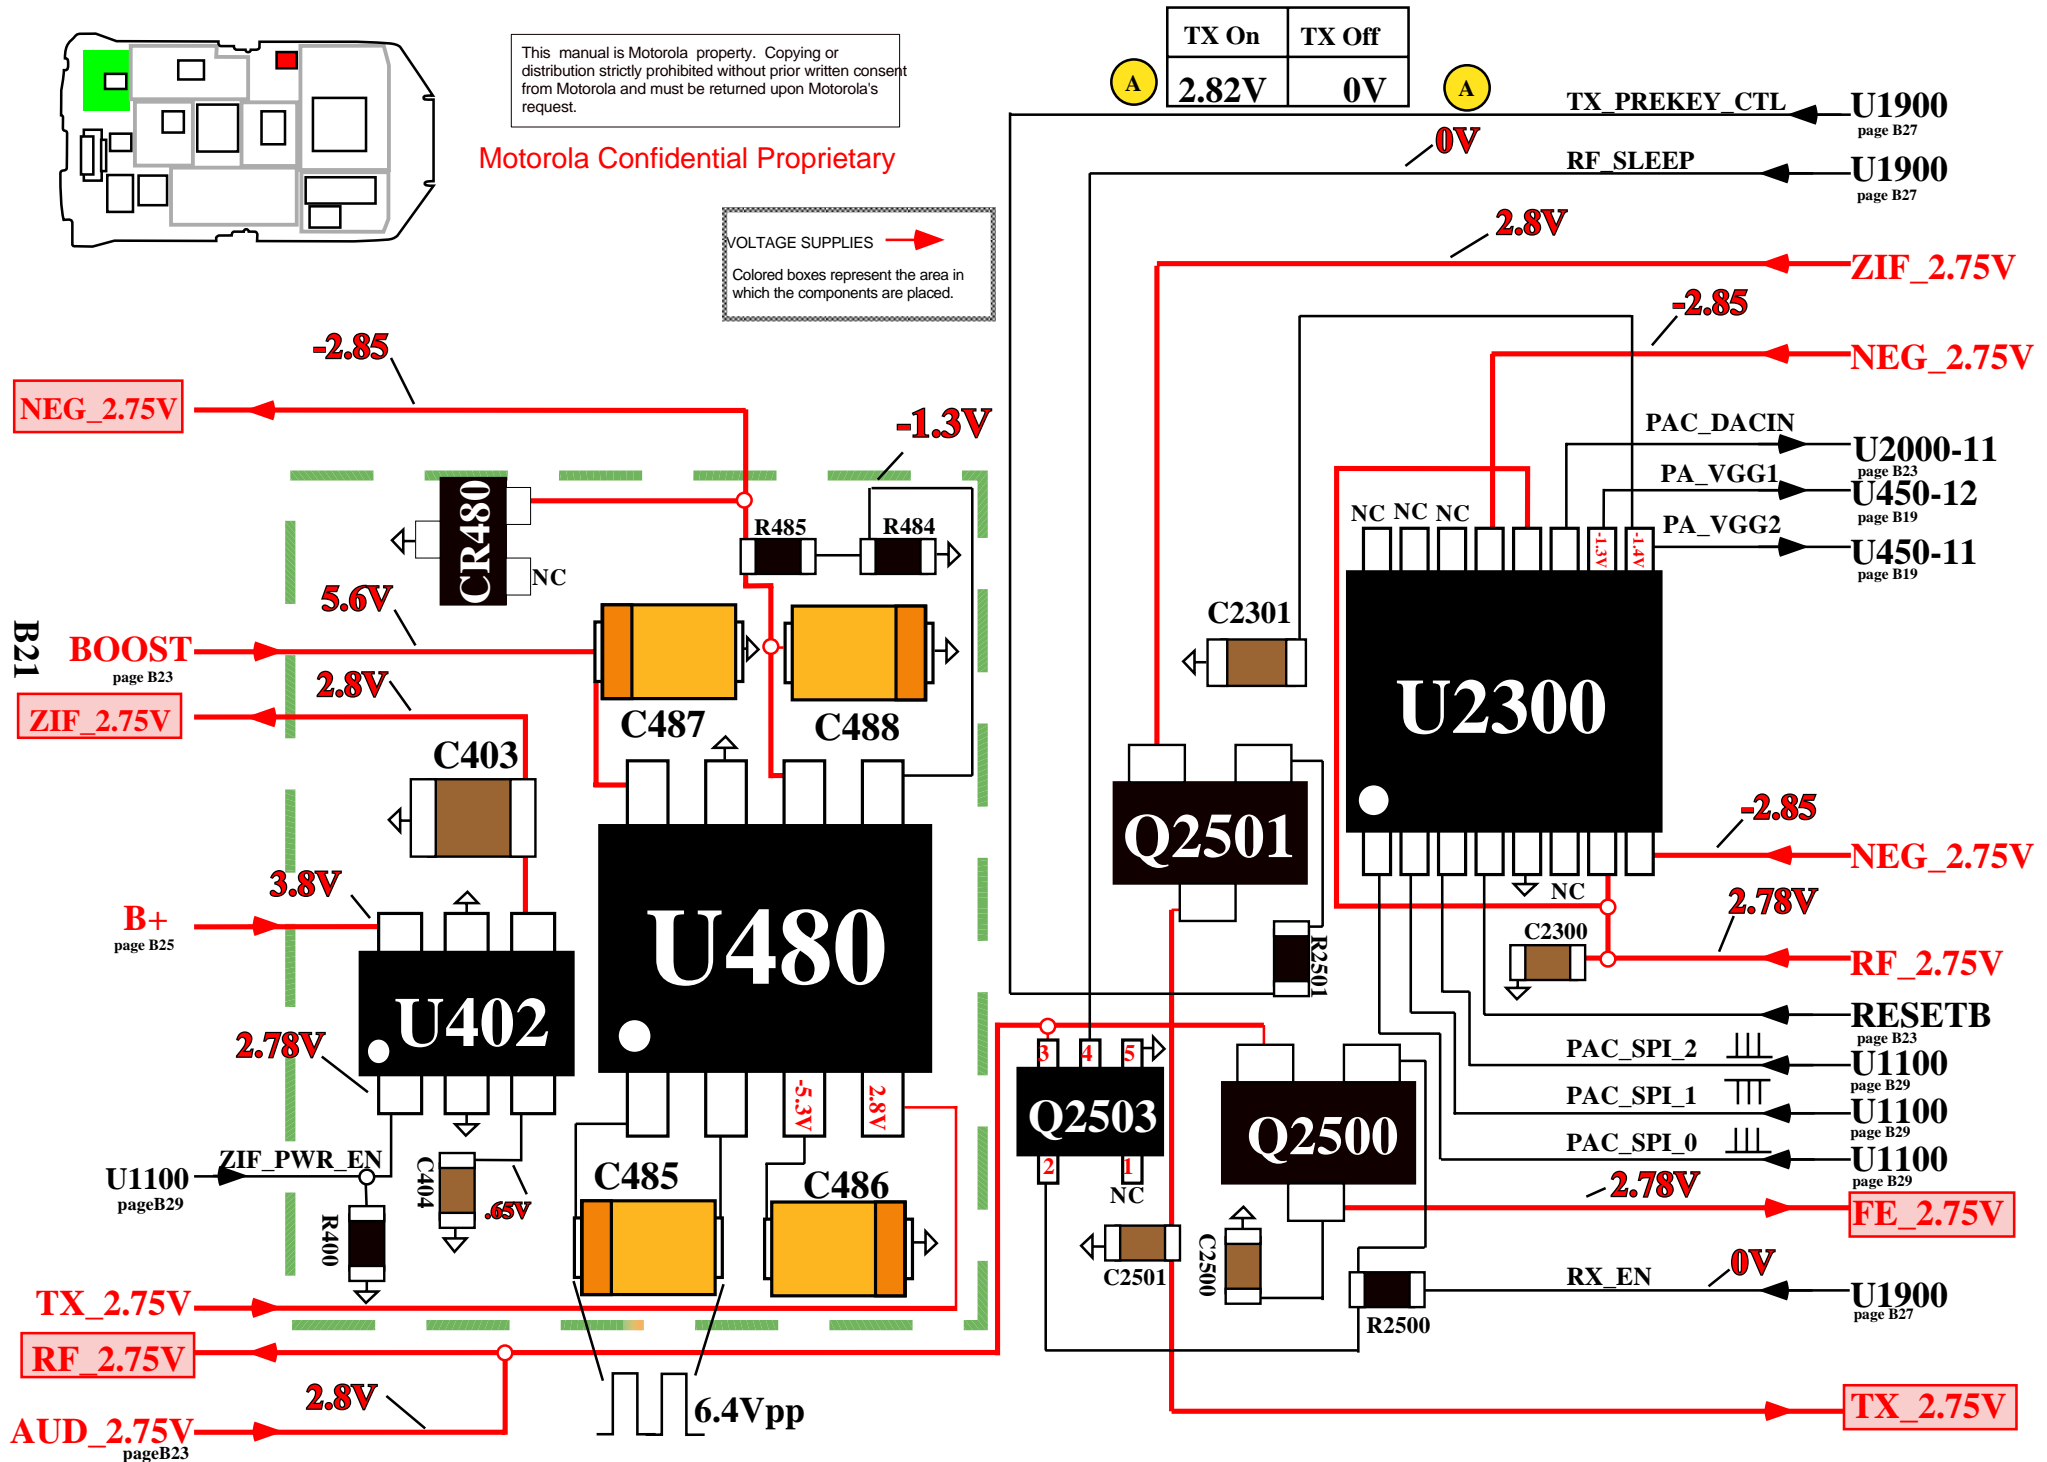 This manual is Motorola property. Copying or
distribution strictly prohibited without prior written consent
from Motorola and must be returned upon Motorola's
request.
Motorola Confidential Proprietary
VOLTAGE SUPPLIES
Colored boxes represent the area in
which the components are placed.
TX On TX Off
2.82V 0V
A
A
TX_PREKEY_CTL
U1900
page B27
0V
RF_SLEEP
U1900
page B27
2.8V
ZIF_2.75V
-2.85
NEG_2.75V
PAC_DACIN
U2000-11
page B23
PA_VGG1
U450-12
page B19
PA_VGG2
U450-11
page B19
NC NC NC
-1.3V
-1.4V
C2301
U2300
-2.85
NEG_2.75V
NC
C2300
2.78V
RF_2.75V
RESETB
page B23
PAC_SPI_2
U1100
page B29
PAC_SPI_1
U1100
page B29
PAC_SPI_0
U1100
page B29
2.78V
FE_2.75V
RX_EN
0V
U1900
page B27
TX_2.75V
Q2501
R2501
3 4 5
Q2503
2 1
NC
Q2500
C2501
C2500
R2500
-2.85
NEG_2.75V
-1.3V
CR480
NC
R485
R484
B21
5.6V
BOOST
page B23
2.8V
ZIF_2.75V
C487
C488
C403
3.8V
B+
page B25
U402
U480
2.78V
-5.3V
2.8V
ZIF_PWR_EN
U1100
pageB29
R400
C404
.65V
C485
C486
TX_2.75V
RF_2.75V
2.8V
AUD_2.75V
pageB23
6.4Vpp